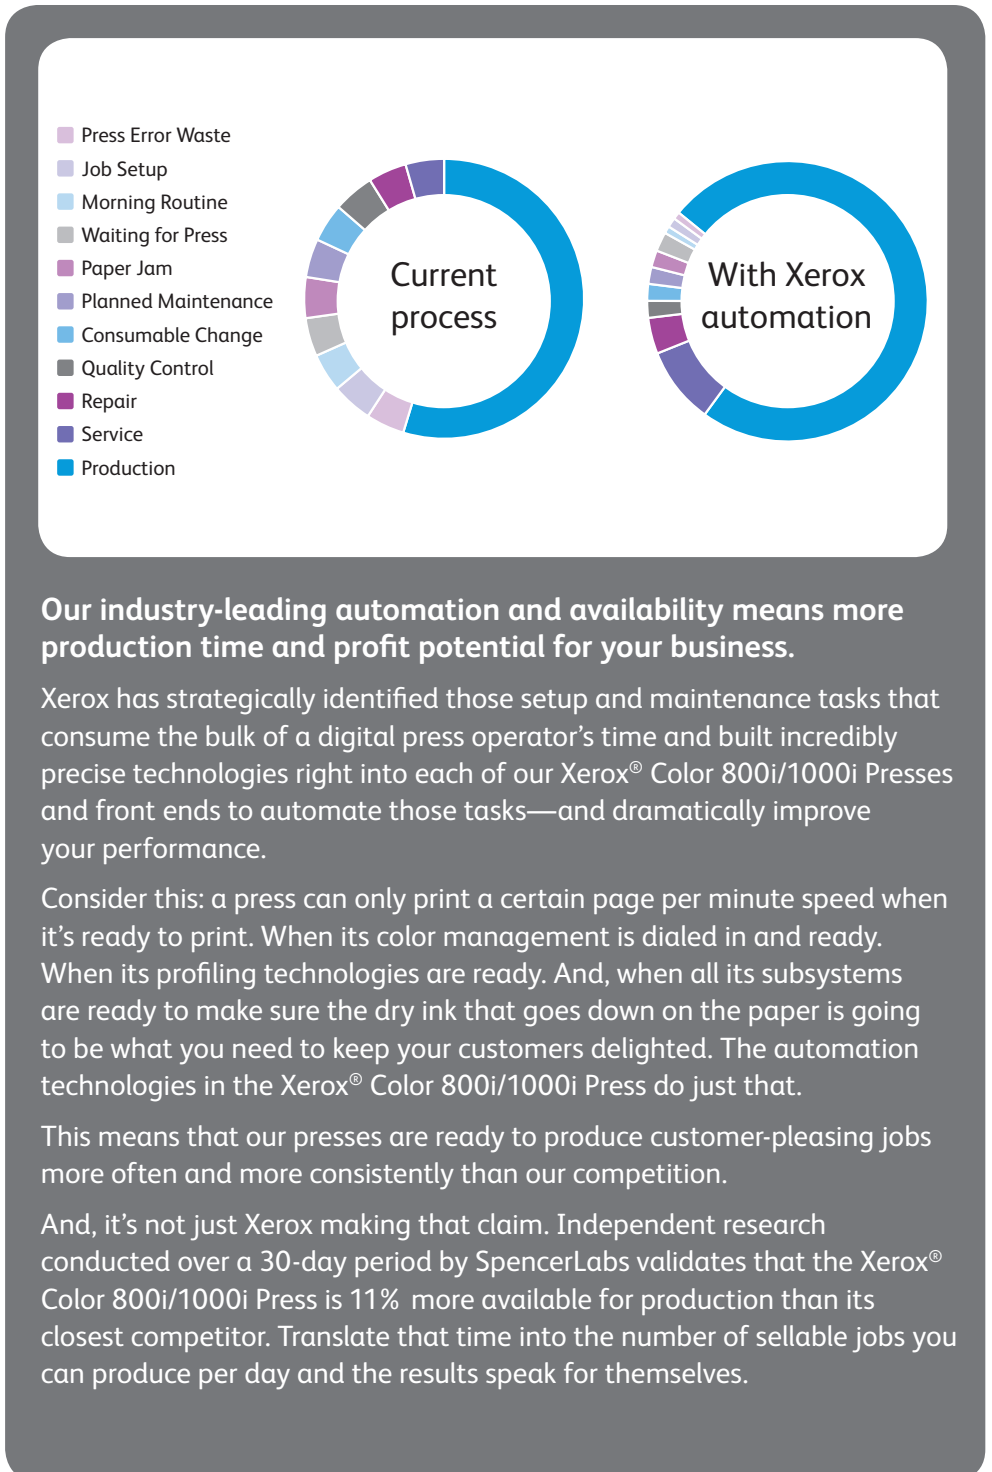 Press Error Waste
Job Setup
Morning Routine
Waiting for Press
Paper Jam
Planned Maintenance
Consumable Change
Quality Control
Repair
Service
Production
Current
process
With Xerox
automation
Our industry-leading automation and availability means more
production time and profit potential for your business.
Xerox has strategically identified those setup and maintenance tasks that
consume the bulk of a digital press operator’s time and built incredibly
precise technologies right into each of our Xerox® Color 800i/1000i Presses
and front ends to automate those tasks—and dramatically improve
your performance.
Consider this: a press can only print a certain page per minute speed when
it’s ready to print. When its color management is dialed in and ready.
When its profiling technologies are ready. And, when all its subsystems
are ready to make sure the dry ink that goes down on the paper is going
to be what you need to keep your customers delighted. The automation
technologies in the Xerox® Color 800i/1000i Press do just that.
This means that our presses are ready to produce customer-pleasing jobs
more often and more consistently than our competition.
And, it’s not just Xerox making that claim. Independent research
conducted over a 30-day period by SpencerLabs validates that the Xerox®
Color 800i/1000i Press is 11% more available for production than its
closest competitor. Translate that time into the number of sellable jobs you
can produce per day and the results speak for themselves.